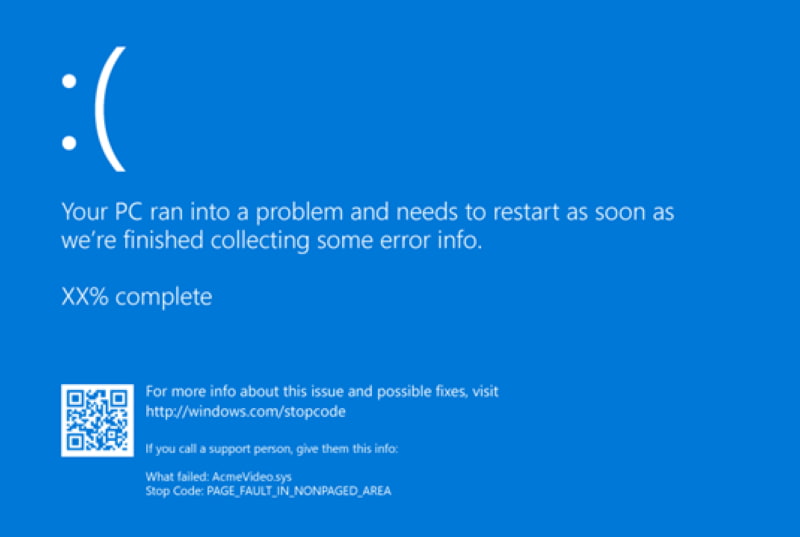 :(
Your PC ran into a problem and needs to restart as soon as
we’re finished collecting some error info.
XX% complete
For more info about this issue and possible fixes, visit
http://windows.com/stopcode
If you call a support person, give them this info:
What failed: AcmeVideo.sys
Stop Code: PAGE_FAULT_IN_NONPAGED_AREA